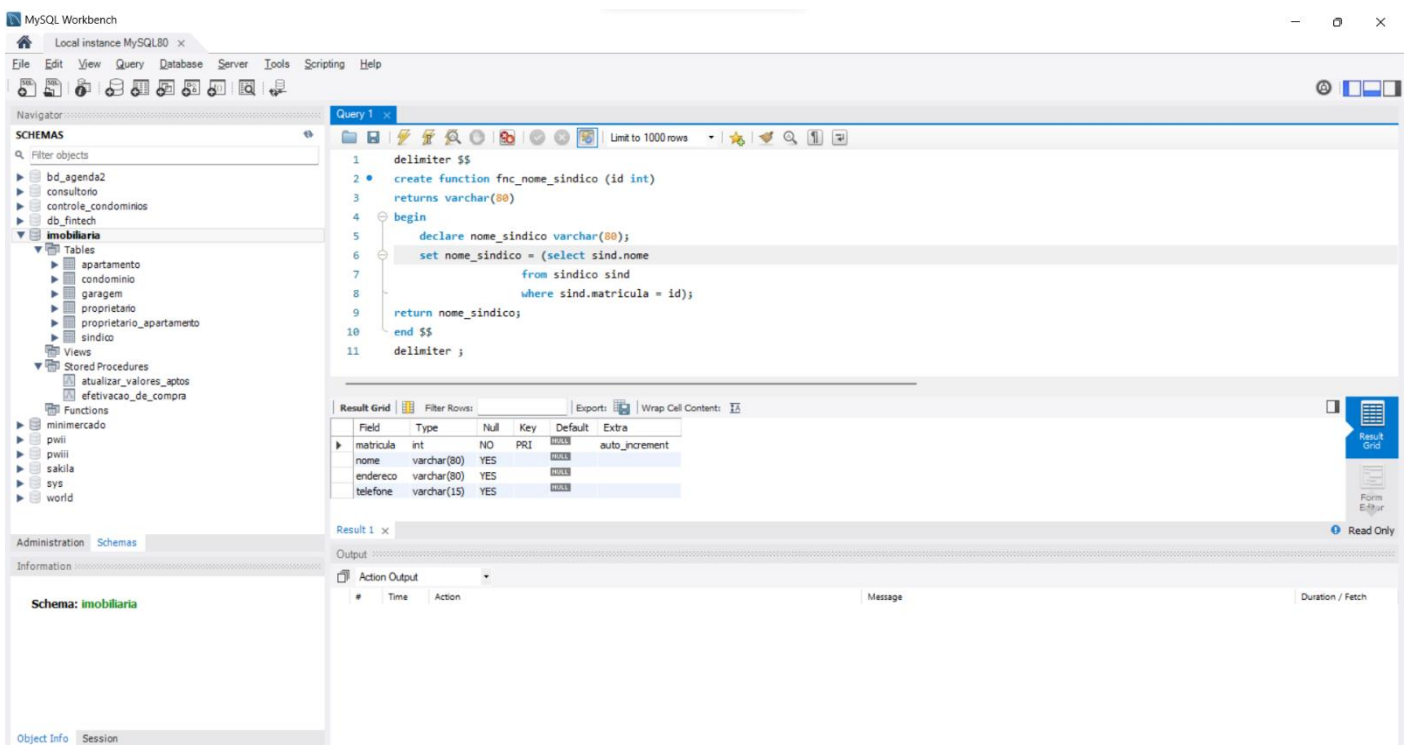 MySQL Workbench
Local instance MySQL80
File Edit View Query Database Server Tools Scripting Help
Navigator
SCHEMAS
Filter objects
bd_agenda2
consultorio
controle_condominios
db_fintech
imobiliaria
Tables
apartamento
condominio
garagem
proprietario
proprietario_apartamento
sindico
Views
Stored Procedures
atualizar_valores_aptos
efetivacao_de_compra
Functions
minimercado
pwii
pwiii
sakila
sys
world
Administration Schemas
Information
Schema: imobiliaria
Object Info Session
Query 1
Limit to 1000 rows
1 delimiter $$
2 create function fnc_nome_sindico (id int)
3 returns varchar(80)
4 begin
5 declare nome_sindico varchar(80);
6 set nome_sindico = (select sind.nome
7 from sindico sind
8 where sind.matricula = id);
9 return nome_sindico;
10 end $$
11 delimiter ;
Result Grid Filter Rows: Export: Wrap Cell Content:
Field Type Null Key Default Extra
matricula int NO PRI NULL auto_increment
nome varchar(80) YES NULL
endereco varchar(80) YES NULL
telefone varchar(15) YES NULL
Result
Grid
Form
Editor
Result 1
Read Only
Output
Action Output
# Time Action Message Duration / Fetch